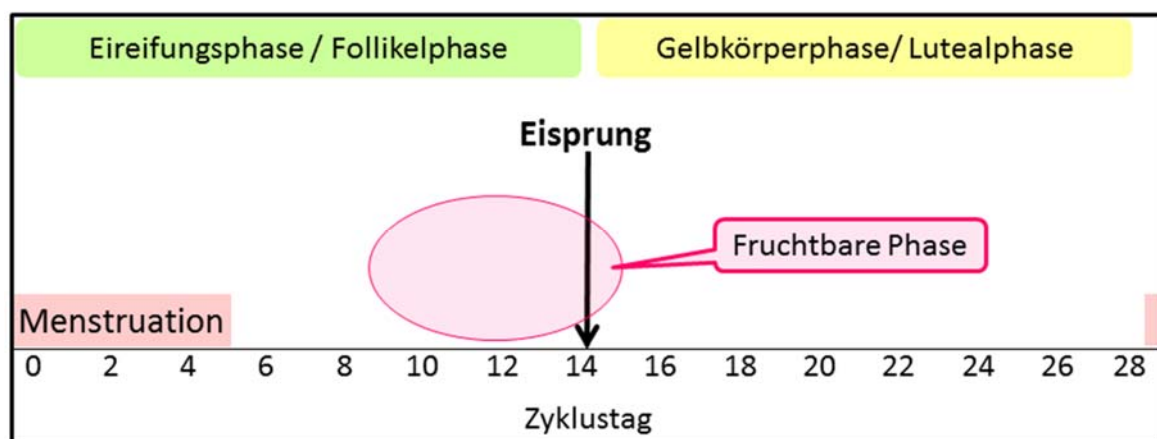 Eireifungsphase / Follikelphase
Gelbkörperphase/ Lutealphase
Eisprung
Fruchtbare Phase
Menstruation
0 2 4 6 8 10 12 14 16 18 20 22 24 26 28
Zyklustag